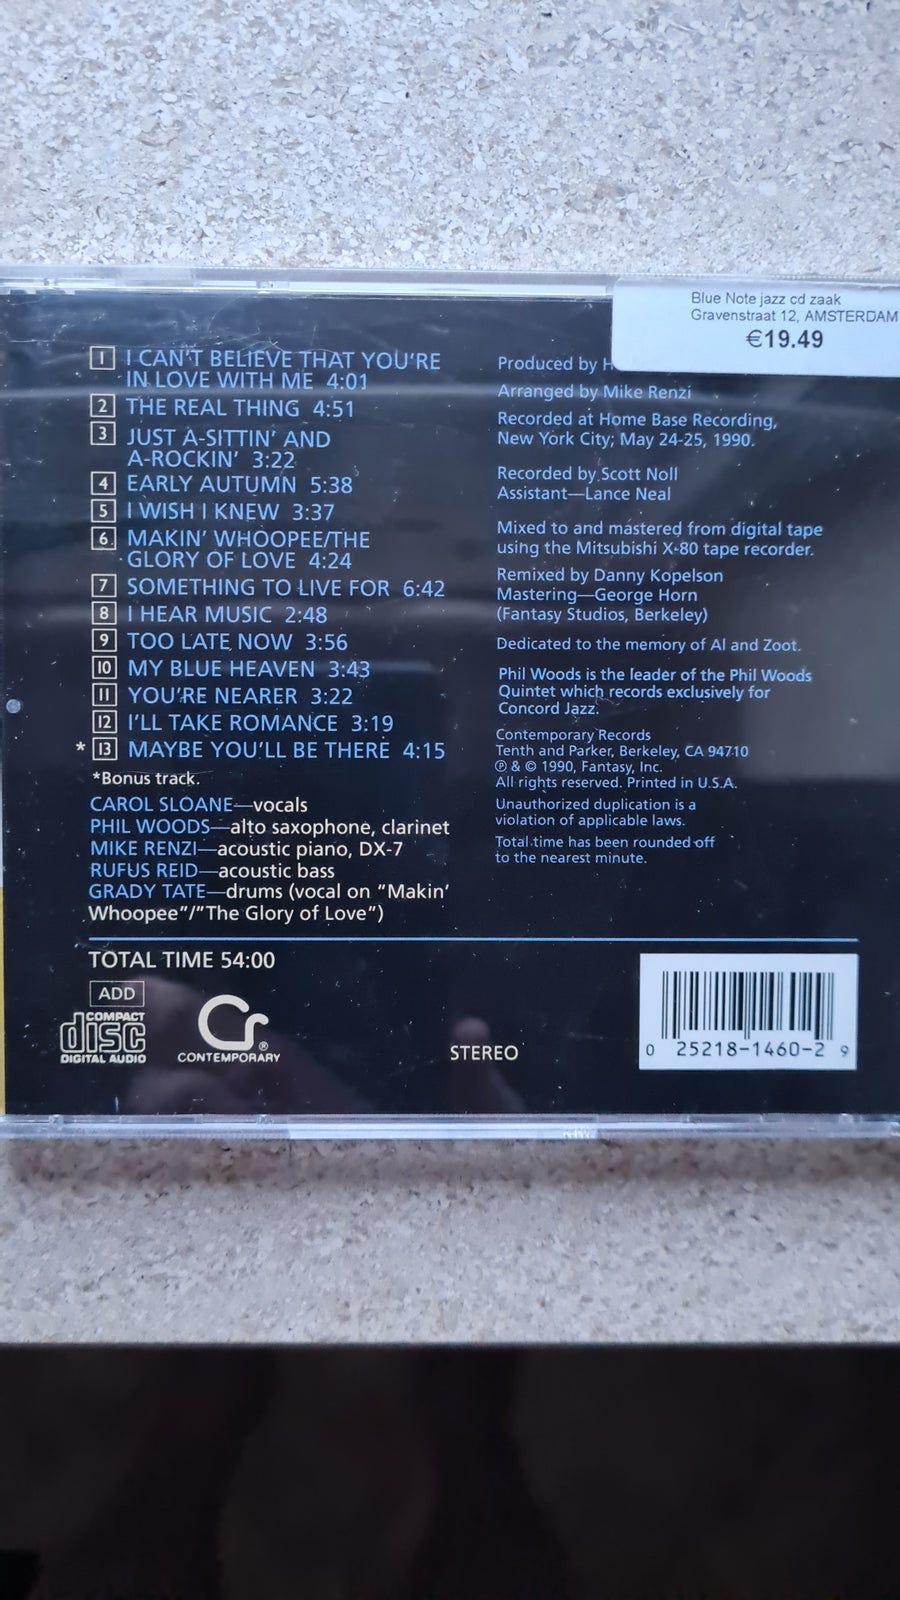 Blue Note jazz cd zaak
Gravenstraat 12, AMSTERDAM
€19.49
1 I CAN'T BELIEVE THAT YOU'RE
IN LOVE WITH ME 4:01
2 THE REAL THING 4:51
3 JUST A-SITTIN' AND
A-ROCKIN' 3:22
4 EARLY AUTUMN 5:38
5 I WISH I KNEW 3:37
6 MAKIN' WHOOPEE/THE
GLORY OF LOVE 4:24
7 SOMETHING TO LIVE FOR 6:42
8 I HEAR MUSIC 2:48
9 TOO LATE NOW 3:56
10 MY BLUE HEAVEN 3:43
11 YOU'RE NEARER 3:22
12 I'LL TAKE ROMANCE 3:19
* 13 MAYBE YOU'LL BE THERE 4:15
*Bonus track.
CAROL SLOANE—vocals
PHIL WOODS—alto saxophone, clarinet
MIKE RENZI—acoustic piano, DX-7
RUFUS REID—acoustic bass
GRADY TATE—drums (vocal on "Makin'
Whoopee"/"The Glory of Love")
Produced by H
Arranged by Mike Renzi
Recorded at Home Base Recording,
New York City; May 24-25, 1990.
Recorded by Scott Noll
Assistant—Lance Neal
Mixed to and mastered from digital tape
using the Mitsubishi X-80 tape recorder.
Remixed by Danny Kopelson
Mastering—George Horn
(Fantasy Studios, Berkeley)
Dedicated to the memory of Al and Zoot.
Phil Woods is the leader of the Phil Woods
Quintet which records exclusively for
Concord Jazz.
Contemporary Records
Tenth and Parker, Berkeley, CA 94710
℗ & © 1990, Fantasy, Inc.
All rights reserved. Printed in U.S.A.
Unauthorized duplication is a
violation of applicable laws.
Total time has been rounded off
to the nearest minute.
TOTAL TIME 54:00
ADD
COMPACT
disc
DIGITAL AUDIO
Cr®
CONTEMPORARY
STEREO
0 25218-1460-2 9